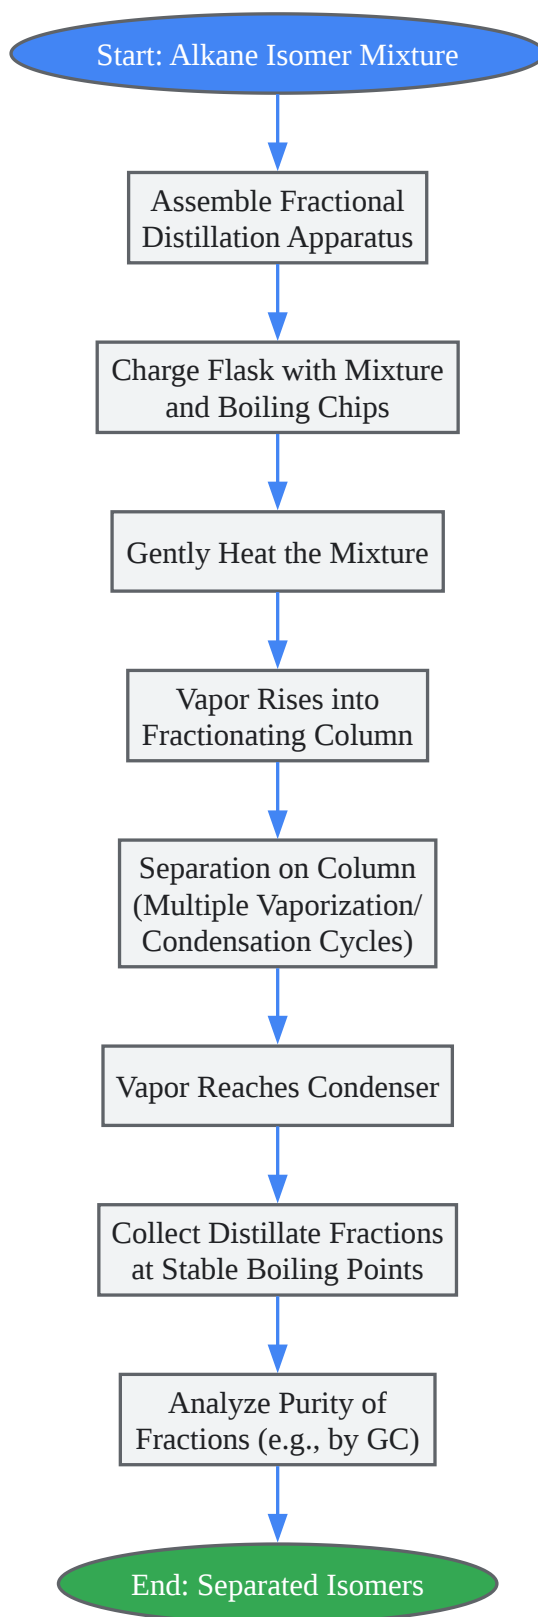 Start: Alkane Isomer Mixture
Assemble Fractional
Distillation Apparatus
Charge Flask with Mixture
and Boiling Chips
Gently Heat the Mixture
Vapor Rises into
Fractionating Column
Separation on Column
(Multiple Vaporization/
Condensation Cycles)
Vapor Reaches Condenser
Collect Distillate Fractions
at Stable Boiling Points
Analyze Purity of
Fractions (e.g., by GC)
End: Separated Isomers